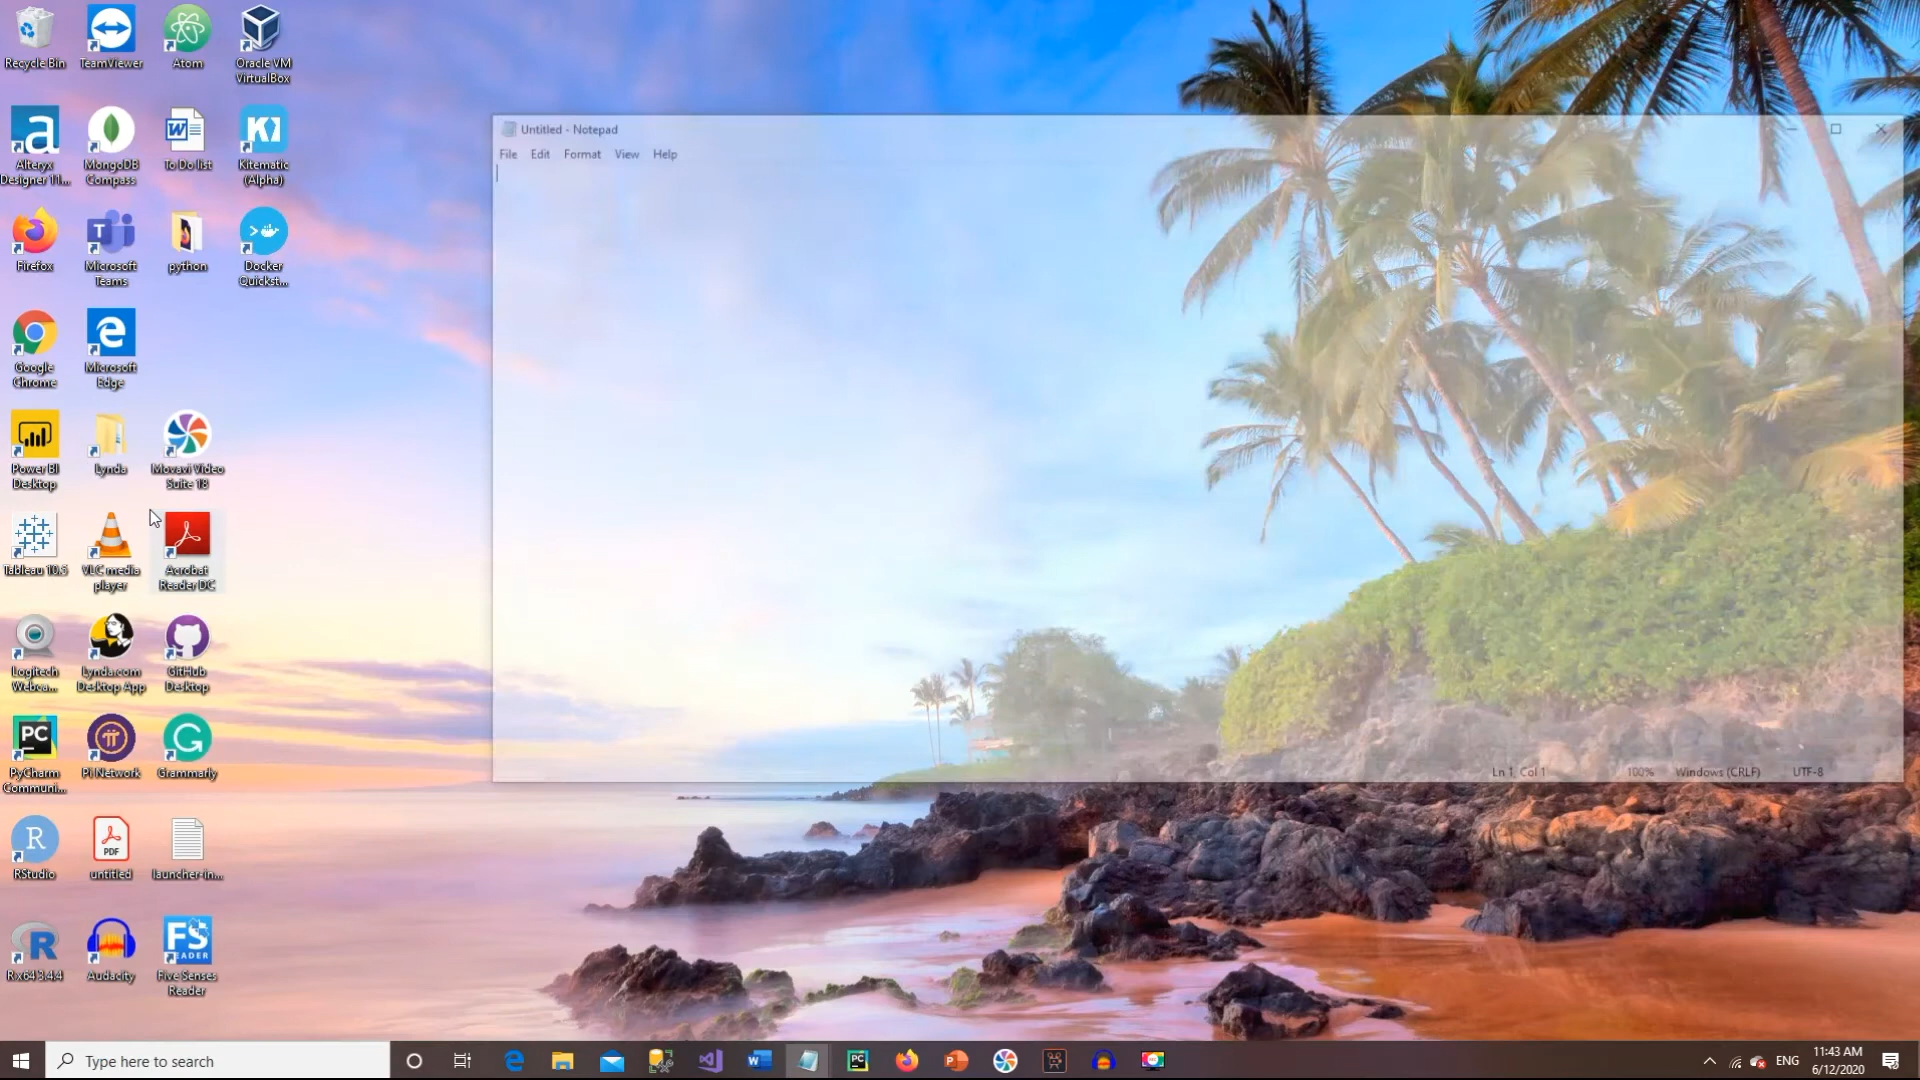 Recycle Bin
TeamViewer
Atom
Oracle VM
VirtualBox
Alteryx
Designer 11...
MongoDB
Compass
To Do list
Kitematic
(Alpha)
Firefox
Microsoft
Teams
python
Docker
Quickst...
Google
Chrome
Microsoft
Edge
Power BI
Desktop
Lynda
Movavi Video
Suite 18
Tableau 10.5
VLC media
player
Acrobat
Reader DC
Logitech
Webca...
Lynda.com
Desktop App
GitHub
Desktop
PC
PyCharm
Communi...
Pi Network
Grammarly
R
RStudio
PDF
untitled
launcher-in...
R
R x64 3.4.4
Audacity
FS
READER
Five Senses
Reader
Untitled - Notepad
File Edit Format View Help
Ln 1, Col 1 100% Windows (CRLF) UTF-8
Type here to search
ENG
11:43 AM
6/12/2020